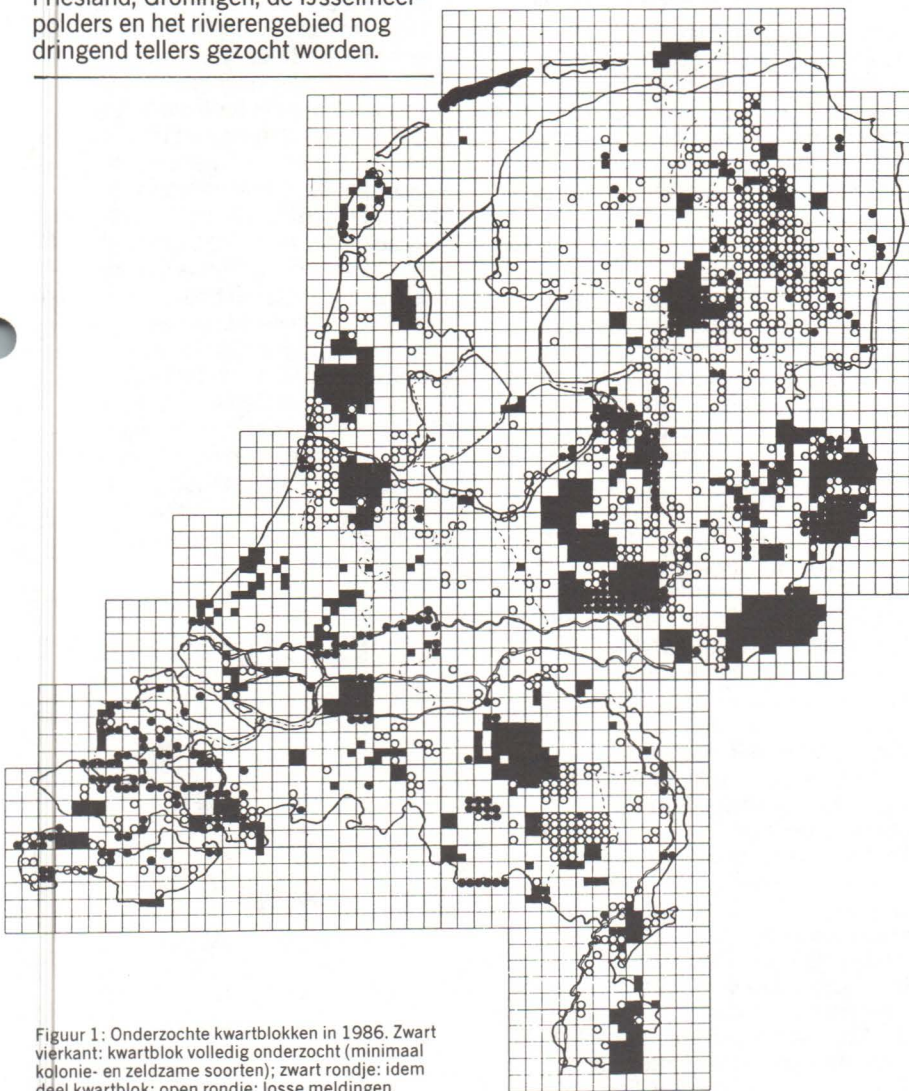 Friesland, Groningen, de IJsselmeer-
polders en het rivierengebied nog
dringend tellers gezocht worden.
Figuur 1: Onderzochte kwartblokken in 1986. Zwart
vierkant: kwartblok volledig onderzocht (minimaal
kolonie- en zeldzame soorten); zwart rondje: idem
deel kwartblok; open rondje: losse meldingen